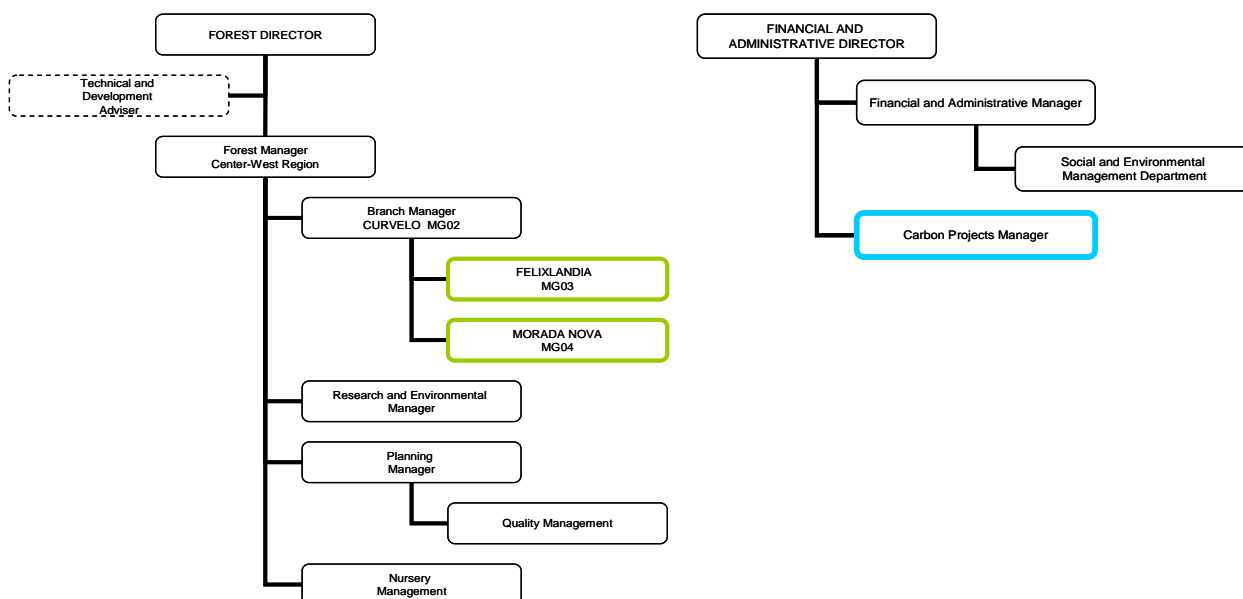 FOREST DIRECTOR
Technical and
Development
Adviser
Forest Manager
Center-West Region
Branch Manager
CURVELO MG02
FELIXLANDIA
MG03
MORADA NOVA
MG04
Research and Environmental
Manager
Planning
Manager
Quality Management
Nursery
Management
FINANCIAL AND
ADMINISTRATIVE DIRECTOR
Financial and Administrative Manager
Social and Environmental
Management Department
Carbon Projects Manager